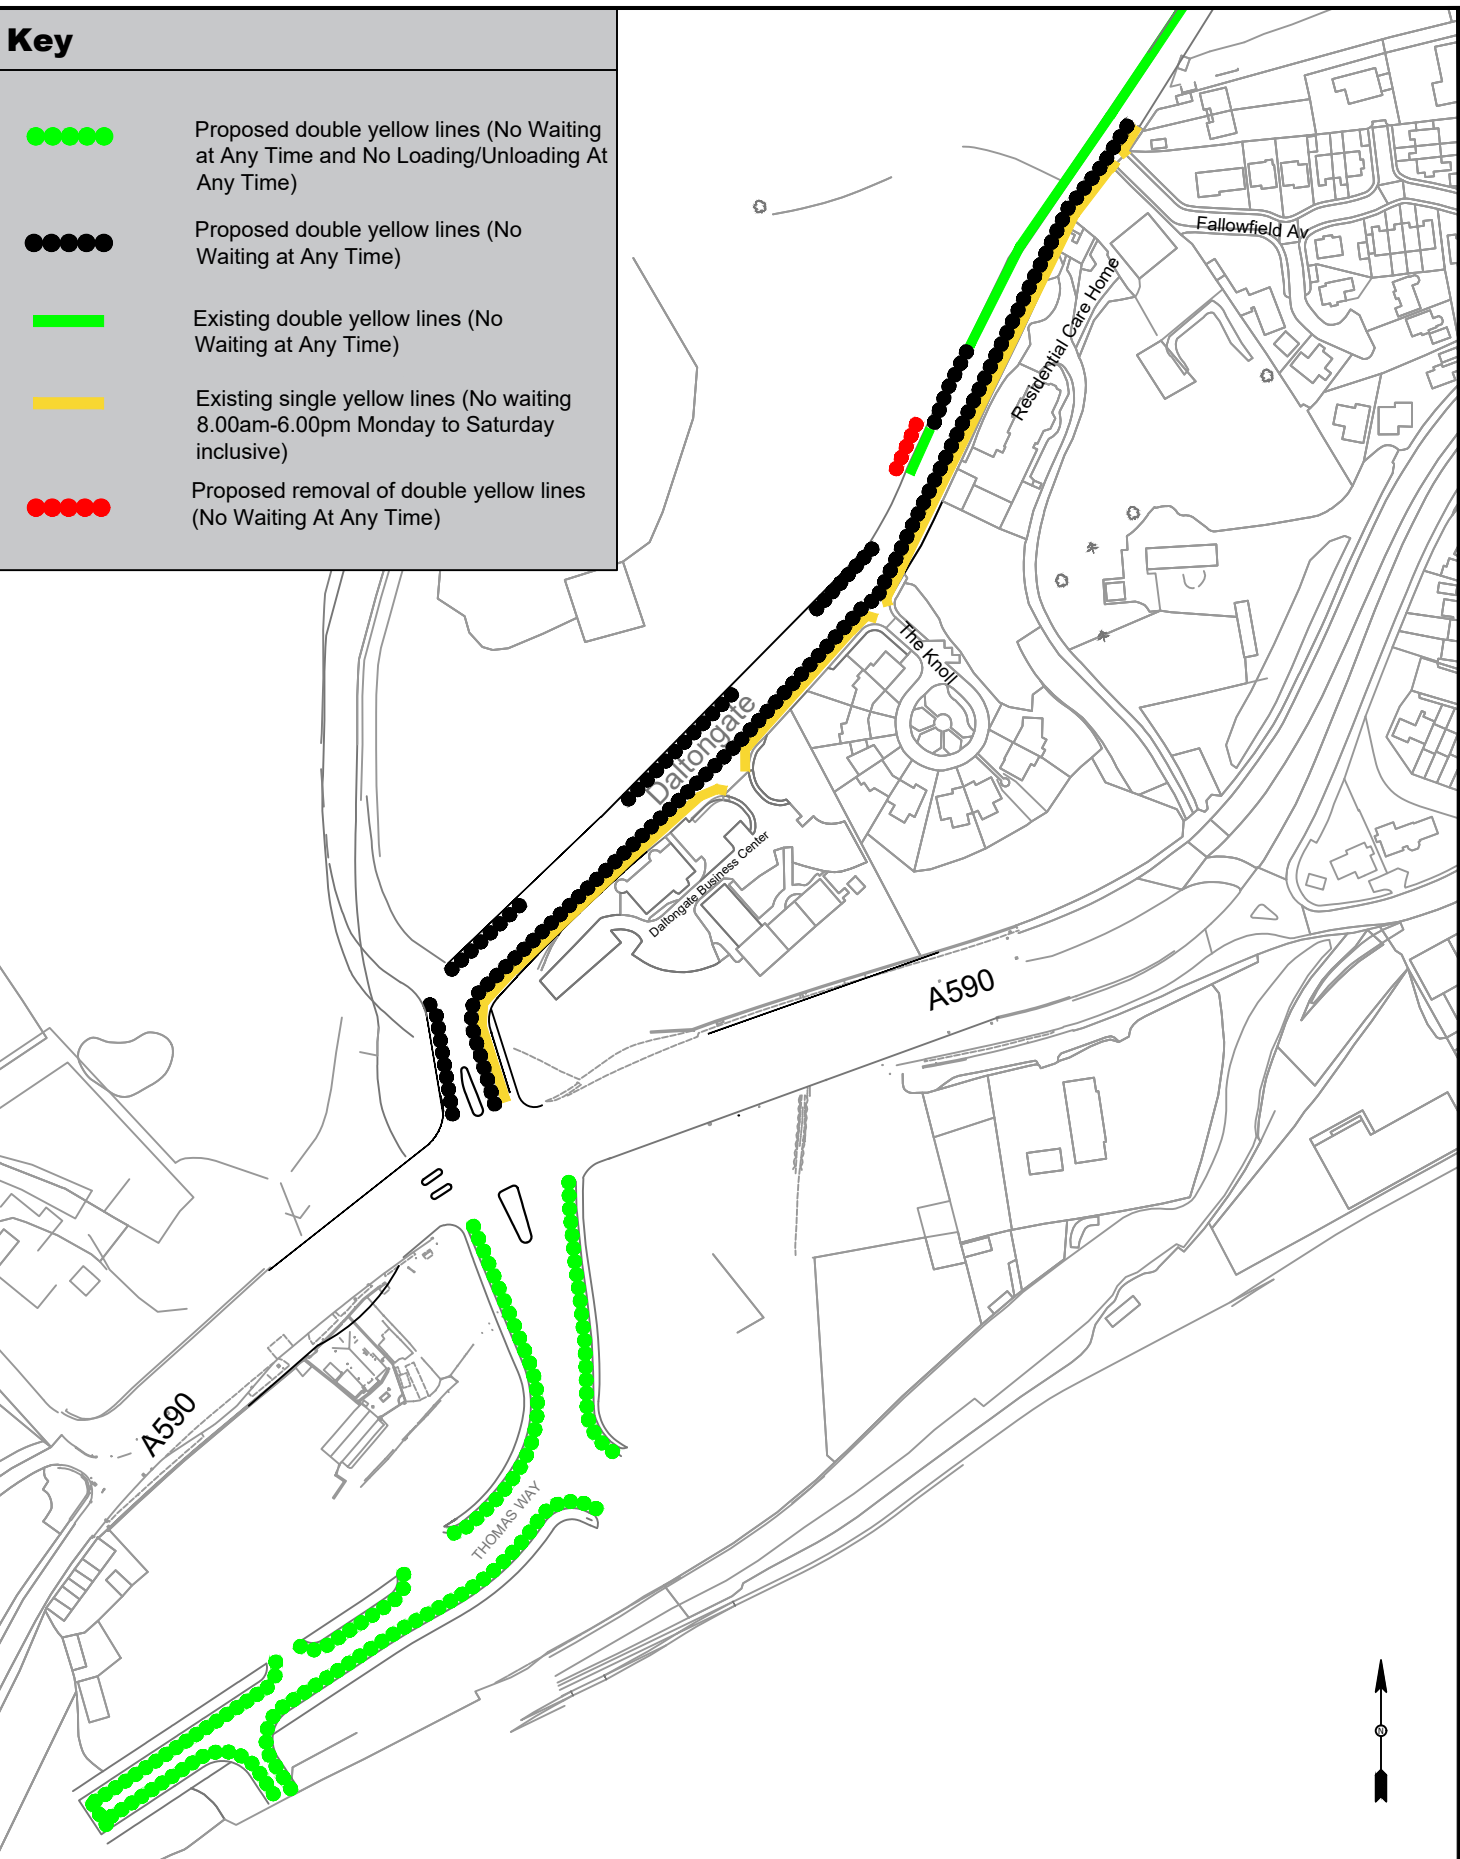 Key
Proposed double yellow lines (No Waiting
at Any Time and No Loading/Unloading At
Any Time)
Proposed double yellow lines (No
Waiting at Any Time)
Existing double yellow lines (No
Waiting at Any Time)
Existing single yellow lines (No waiting
8.00am-6.00pm Monday to Saturday
inclusive)
Proposed removal of double yellow lines
(No Waiting At Any Time)
Fallowfield Av
Residential Care Home
The Knoll
Daltongate
Daltongate Business Center
A590
A590
THOMAS WAY
N